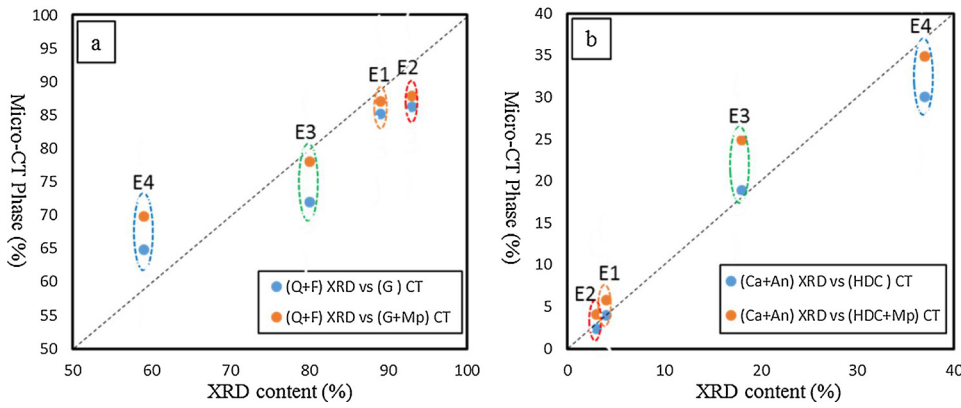 a
100
95
90
85
80
75
70
65
60
55
50
Micro-CT Phase (%)
E1
E2
E3
E4
(Q+F) XRD vs (G ) CT
(Q+F) XRD vs (G+Mp) CT
50
60
70
80
90
100
XRD content (%)
b
40
35
30
25
20
15
10
5
0
Micro-CT Phase (%)
E4
E3
E1
E2
(Ca+An) XRD vs (HDC ) CT
(Ca+An) XRD vs (HDC+Mp) CT
0
10
20
30
40
XRD content (%)